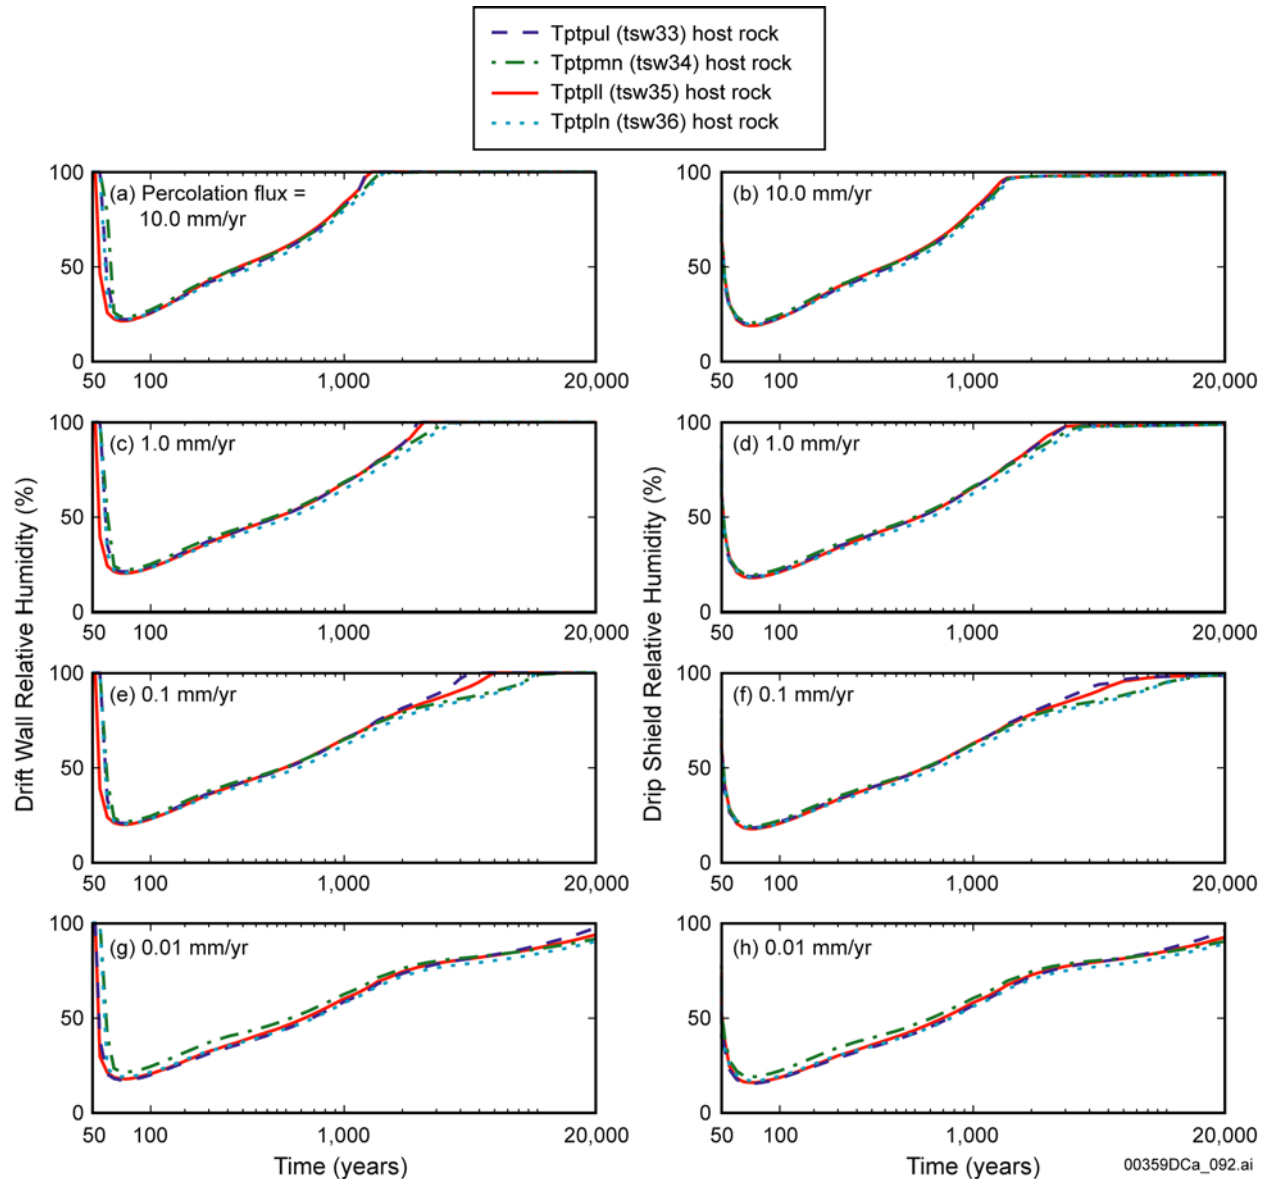 Tptpul (tsw33) host rock
Tptpmn (tsw34) host rock
Tptpll (tsw35) host rock
Tptpln (tsw36) host rock
Drift Wall Relative Humidity (%)
Drip Shield Relative Humidity (%)
100
(a) Percolation flux =
10.0 mm/yr
50
0
50 100 1,000 20,000
100
(b) 10.0 mm/yr
50
0
50 100 1,000 20,000
100
(c) 1.0 mm/yr
50
0
50 100 1,000 20,000
100
(d) 1.0 mm/yr
50
0
50 100 1,000 20,000
100
(e) 0.1 mm/yr
50
0
50 100 1,000 20,000
100
(f) 0.1 mm/yr
50
0
50 100 1,000 20,000
100
(g) 0.01 mm/yr
50
0
50 100 1,000 20,000
Time (years)
100
(h) 0.01 mm/yr
50
0
50 100 1,000 20,000
Time (years)
00359DCa_092.ai